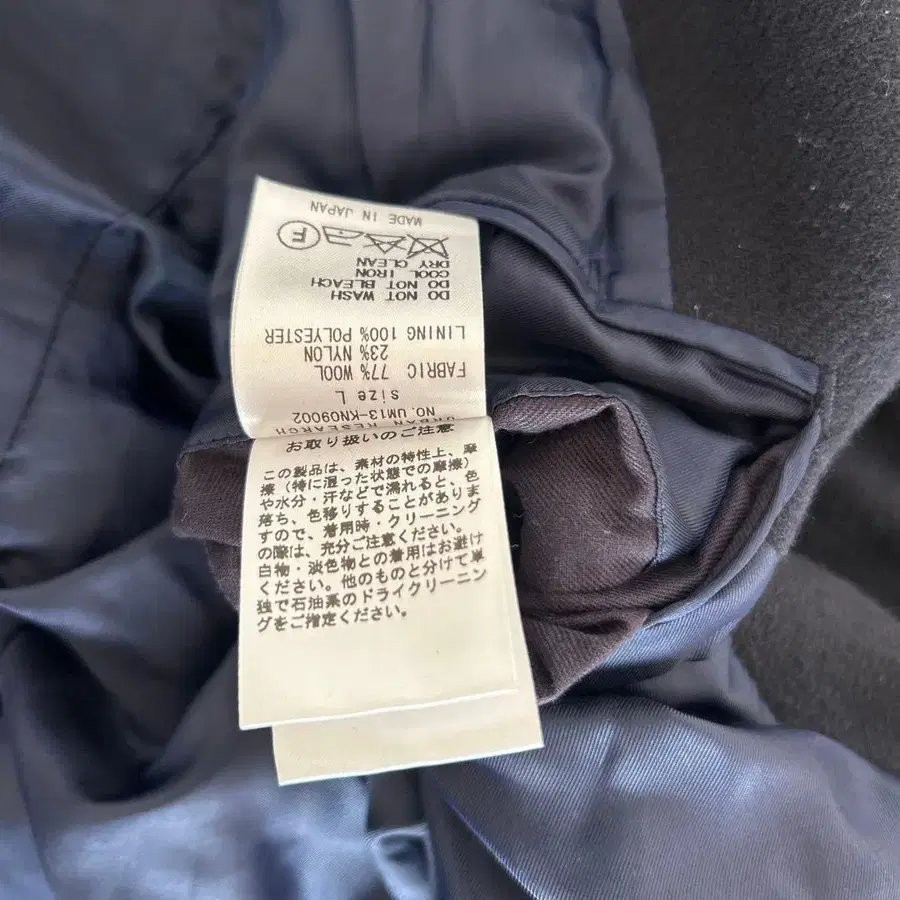 URBAN RESEARCH
NO. UM13-KN09002
Size L
FABRIC 77% WOOL
23% NYLON
LINING 100% POLYESTER
DO NOT WASH
DO NOT BLEACH
COOL IRON
DRY CLEAN
F
MADE IN JAPAN
お取り扱いのご注意
この製品は、素材の特性上、摩
擦（特に湿った状態での摩擦）
や水分・汗などで濡れると、色
落ち、色移りすることがありま
すので、着用時・クリーニング
の際は、充分ご注意ください。
白物・淡色物との着用はお避け
ください。他のものと分けて単
独で石油系のドライクリーニン
グをご指定ください。